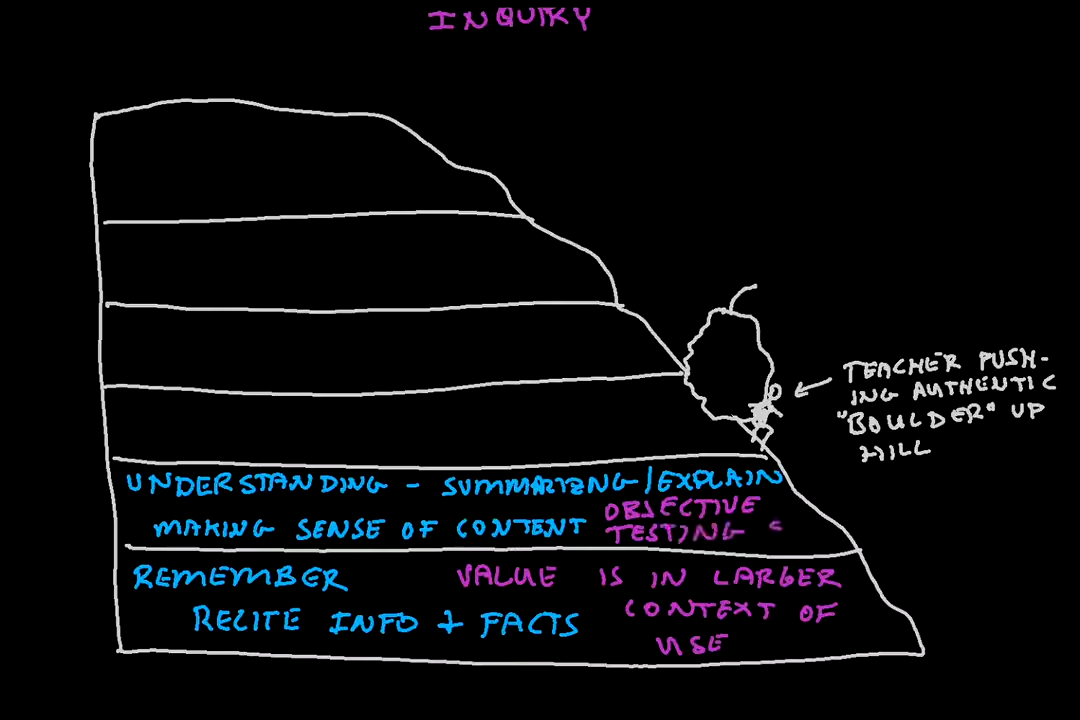 INQUIRY
TEACHER PUSH-
ING AUTHENTIC
"BOULDER" UP
HILL
UNDERSTANDING - SUMMARIZING/EXPLAIN
MAKING SENSE OF CONTENT
OBJECTIVE
TESTING
REMEMBER
RECITE INFO + FACTS
VALUE IS IN LARGER
CONTEXT OF
USE